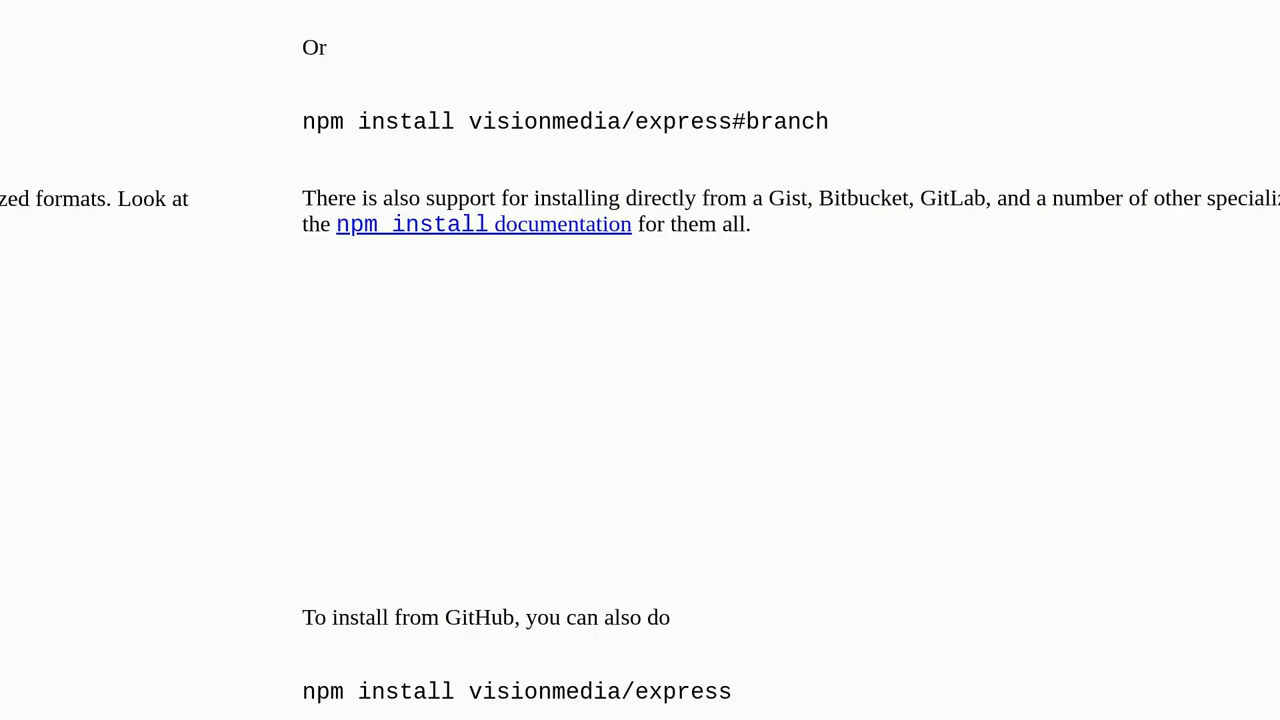 Or
npm install visionmedia/express#branch
zed formats. Look at
There is also support for installing directly from a Gist, Bitbucket, GitLab, and a number of other specializ
the npm install documentation for them all.
To install from GitHub, you can also do
npm install visionmedia/express